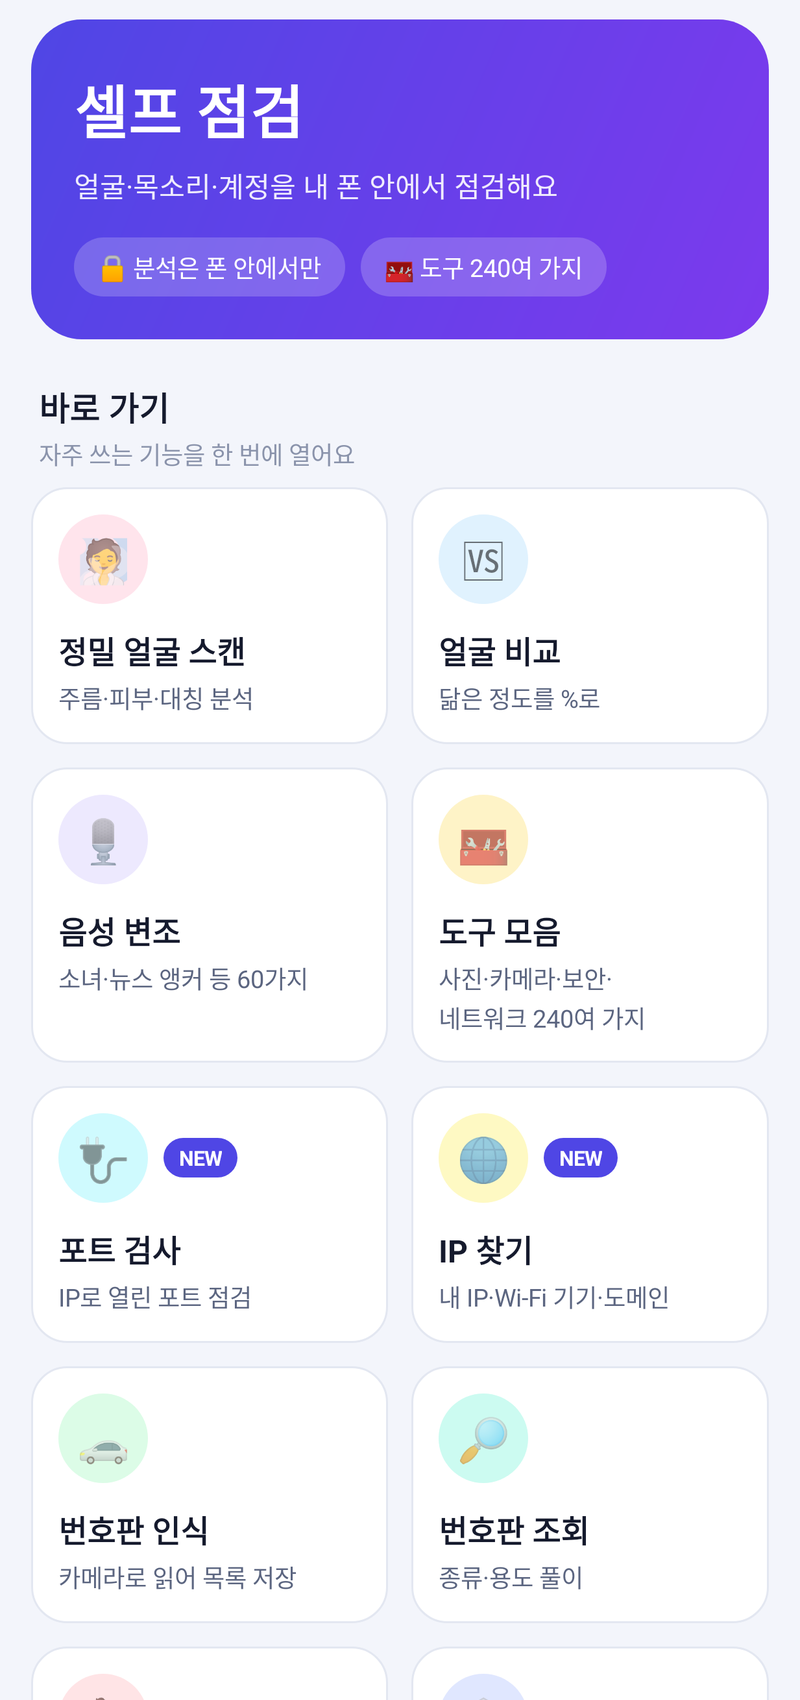 셀프 점검
얼굴·목소리·계정을 내 폰 안에서 점검해요
분석은 폰 안에서만
도구 240여 가지
바로 가기
자주 쓰는 기능을 한 번에 열어요
정밀 얼굴 스캔
주름·피부·대칭 분석
VS
얼굴 비교
닮은 정도를 %로
음성 변조
소녀·뉴스 앵커 등 60가지
도구 모음
사진·카메라·보안·
네트워크 240여 가지
NEW
포트 검사
IP로 열린 포트 점검
NEW
IP 찾기
내 IP·Wi-Fi 기기·도메인
번호판 인식
카메라로 읽어 목록 저장
번호판 조회
종류·용도 풀이